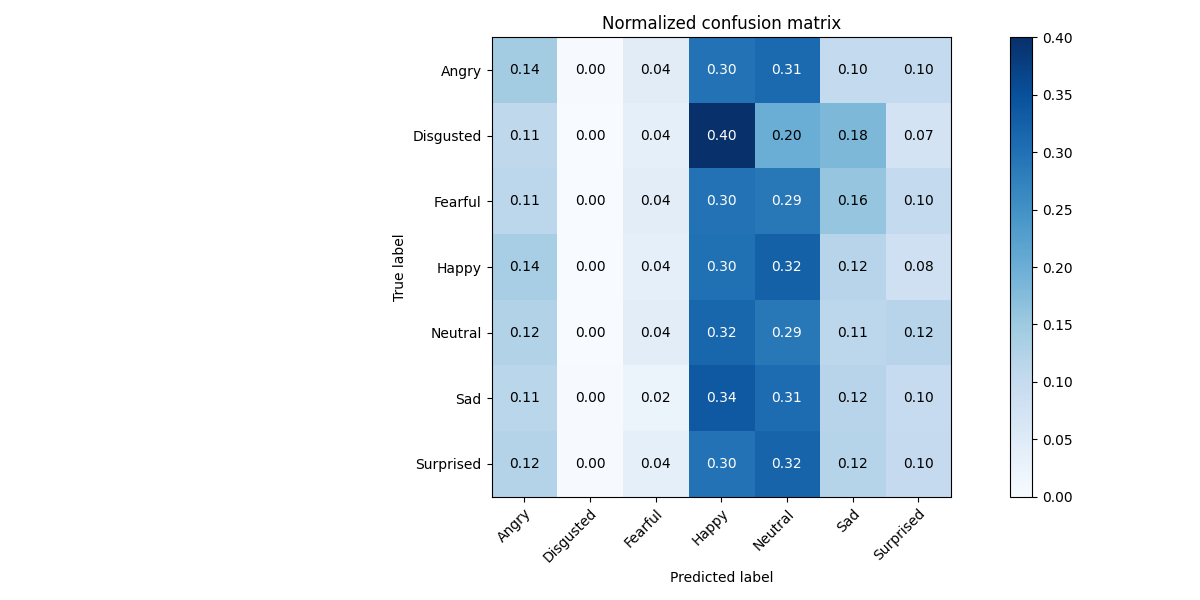 Normalized confusion matrix
Angry 0.14 0.00 0.04 0.30 0.31 0.10 0.10
Disgusted 0.11 0.00 0.04 0.40 0.20 0.18 0.07
Fearful 0.11 0.00 0.04 0.30 0.29 0.16 0.10
Happy 0.14 0.00 0.04 0.30 0.32 0.12 0.08
Neutral 0.12 0.00 0.04 0.32 0.29 0.11 0.12
Sad 0.11 0.00 0.02 0.34 0.31 0.12 0.10
Surprised 0.12 0.00 0.04 0.30 0.32 0.12 0.10
True label
Angry Disgusted Fearful Happy Neutral Sad Surprised
Predicted label
0.40
0.35
0.30
0.25
0.20
0.15
0.10
0.05
0.00